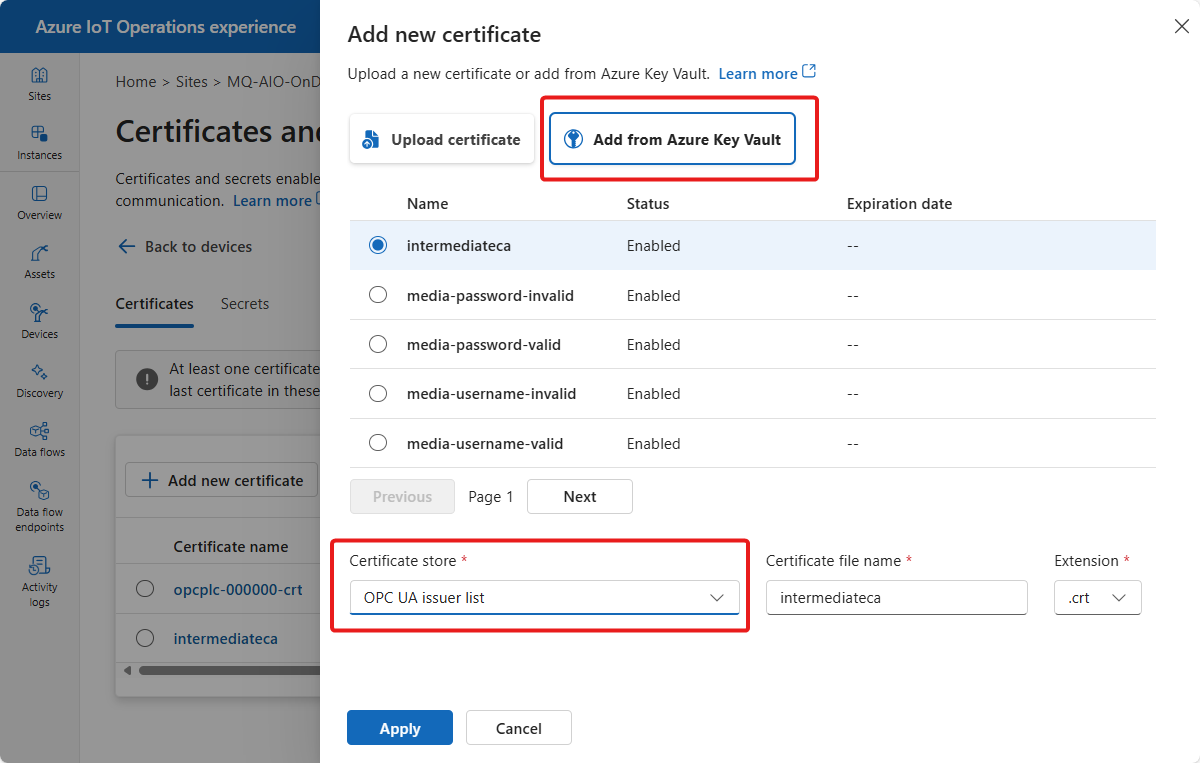 Azure IoT Operations experience
Sites
Instances
Overview
Assets
Devices
Discovery
Data flows
Data flow
endpoints
Activity
logs
Home > Sites > MQ-AIO-OnD
Certificates an
Certificates and secrets enable
communication. Learn more
Back to devices
Certificates Secrets
At least one certificate
last certificate in these
Add new certificate
Certificate name
opcplc-000000-crt
intermediateca
Add new certificate
Upload a new certificate or add from Azure Key Vault. Learn more
Upload certificate Add from Azure Key Vault
Name Status Expiration date
intermediateca Enabled --
media-password-invalid Enabled --
media-password-valid Enabled --
media-username-invalid Enabled --
media-username-valid Enabled --
Previous Page 1 Next
Certificate store * Certificate file name * Extension *
OPC UA issuer list intermediateca .crt
Apply Cancel